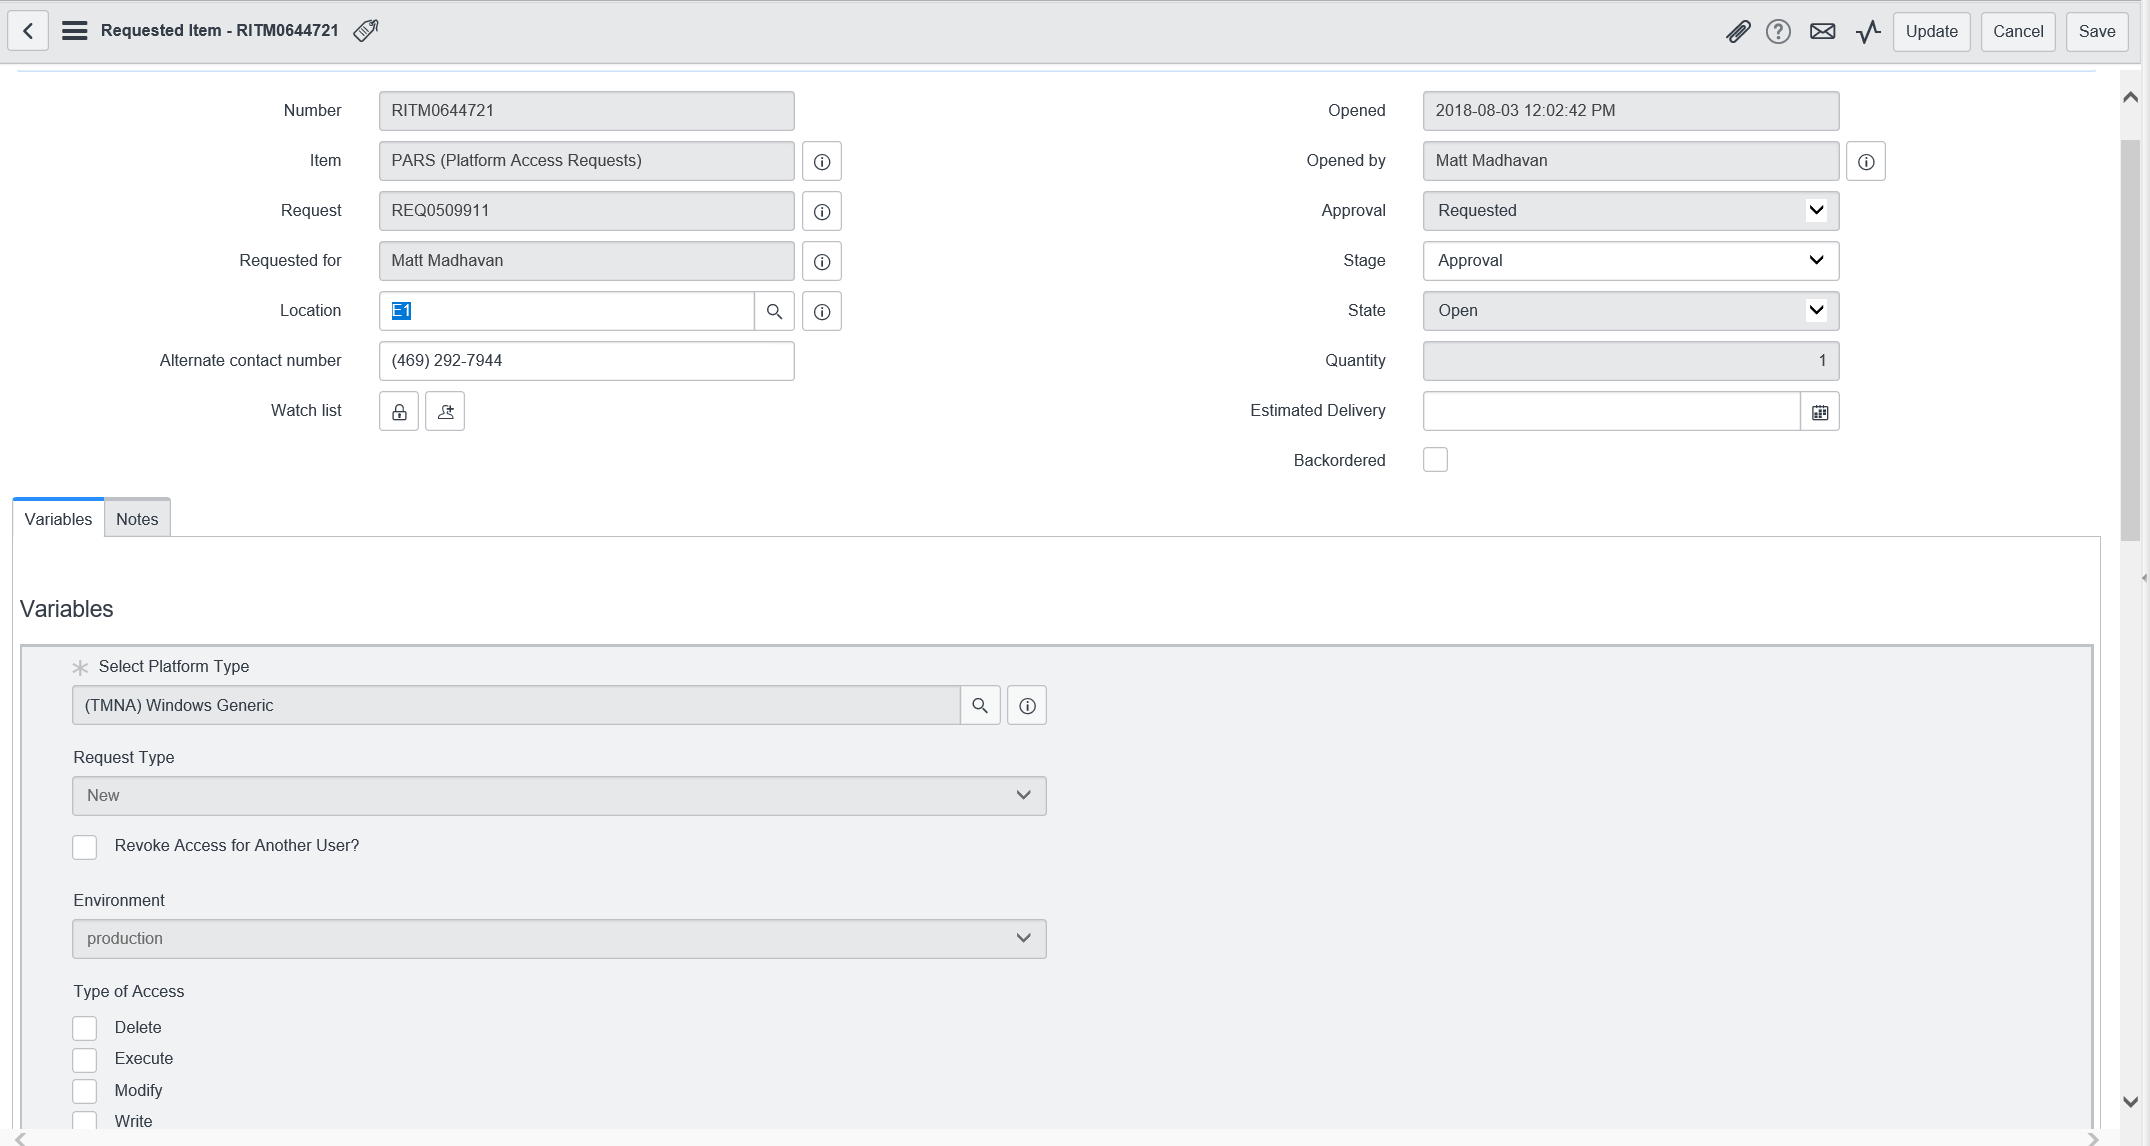 Requested Item - RITM0644721
Update
Cancel
Save
Number
RITM0644721
Item
PARS (Platform Access Requests)
Request
REQ0509911
Requested for
Matt Madhavan
Location
E1
Alternate contact number
(469) 292-7944
Watch list
Opened
2018-08-03 12:02:42 PM
Opened by
Matt Madhavan
Approval
Requested
Stage
Approval
State
Open
Quantity
1
Estimated Delivery
Backordered
Variables
Notes
Variables
Select Platform Type
(TMNA) Windows Generic
Request Type
New
Revoke Access for Another User?
Environment
production
Type of Access
Delete
Execute
Modify
Write